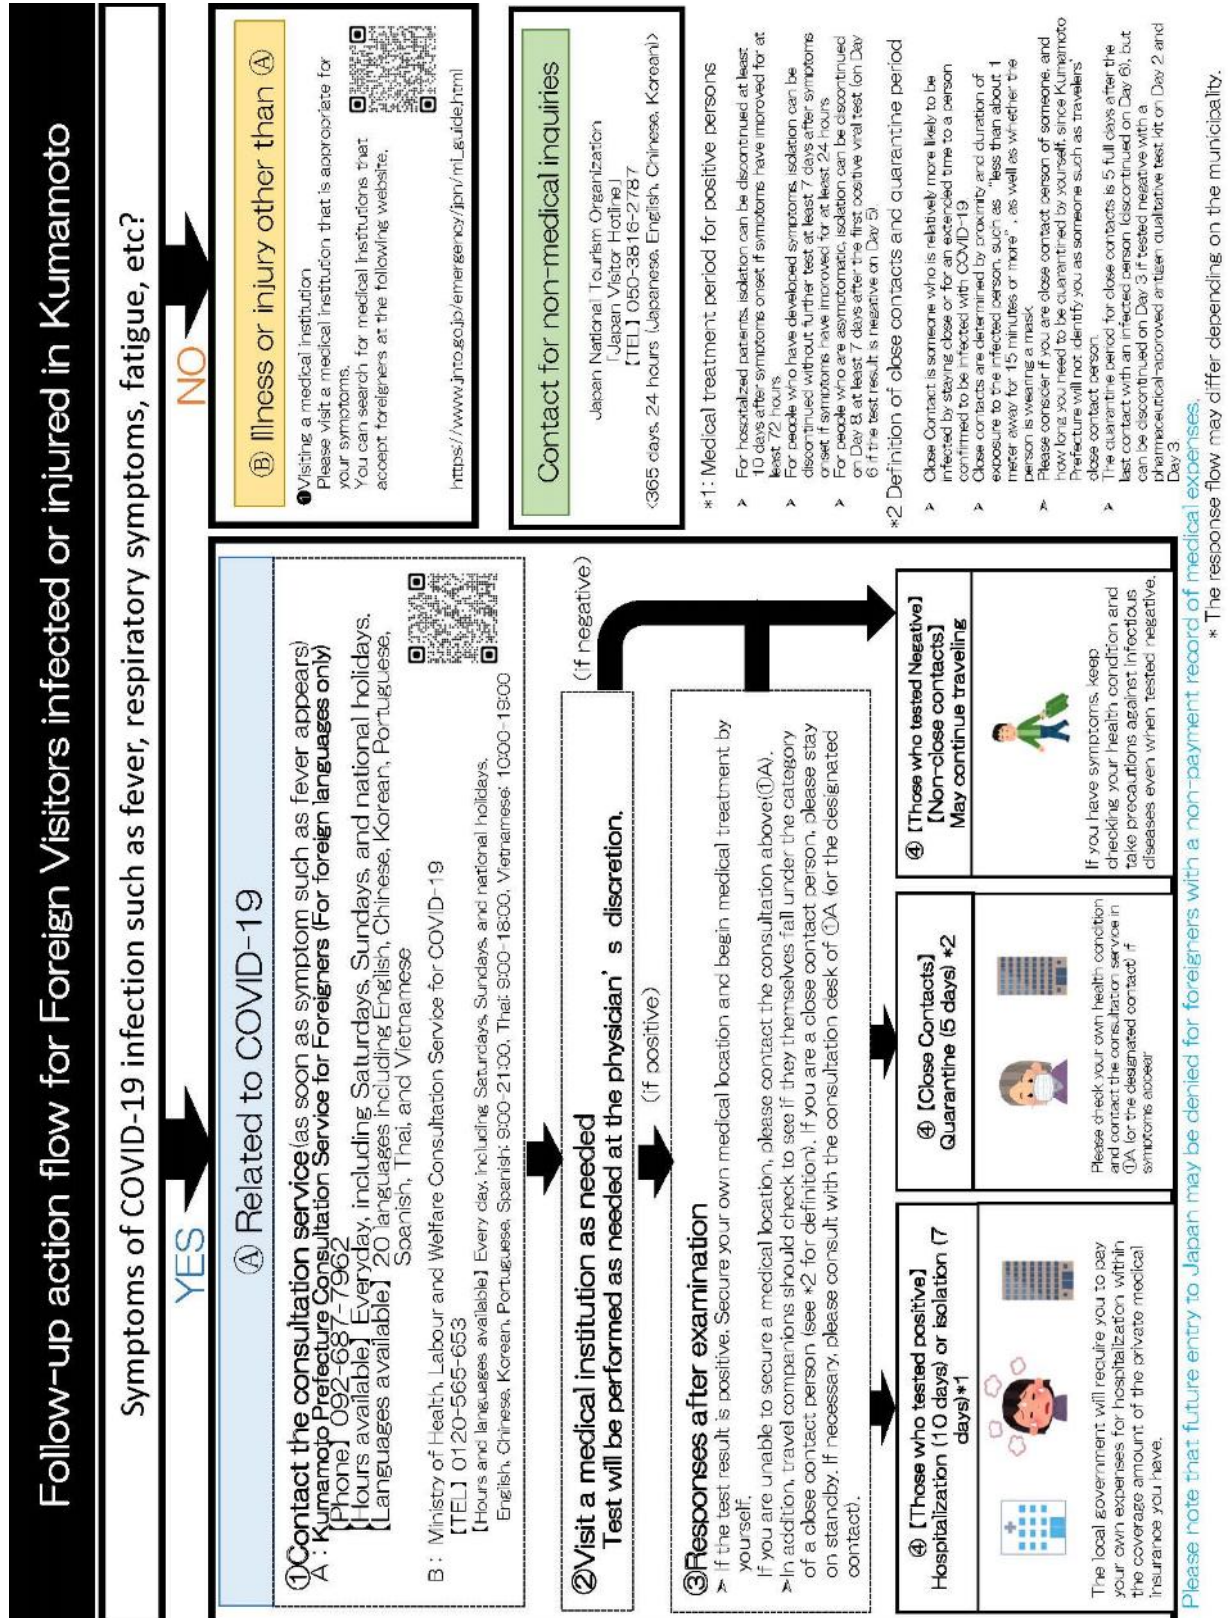 Follow-up action flow for Foreign Visitors infected or injured in Kumamoto
Symptoms of COVID-19 infection such as fever, respiratory symptoms, fatigue, etc?
YES
NO
Ⓐ Related to COVID-19
①Contact the consultation service(as soon as symptom such as fever appears)
A : Kumamoto Prefecture Consultation Service for Foreigners (For foreign languages only)
【Phone】 092-687-7962
【Hours available】 Everyday, including Saturdays, Sundays, and national holidays.
【Languages available】 20 languages including English, Chinese, Korean, Portuguese,
Spanish, Thai, and Vietnamese
B : Ministry of Health, Labour and Welfare Consultation Service for COVID-19
【TEL】 0120-565-653
【Hours and languages available】 Every day, including Saturdays, Sundays, and national holidays.
English, Chinese, Korean, Portuguese, Spanish: 9:00-21:00, Thai: 9:00-18:00, Vietnamese: 10:00-19:00
②Visit a medical institution as needed
Test will be performed as needed at the physician's discretion.
(if positive)
(if negative)
③Responses after examination
➢ If the test result is positive. Secure your own medical location and begin medical treatment by
yourself.
If you are unable to secure a medical location, please contact the consultation above(①A).
➢In addition, travel companions should check to see if they themselves fall under the category
of a close contact person (see *2 for definition). If you are a close contact person, please stay
on standby. If necessary, please consult with the consultation desk of ①A (or the designated
contact).
④ 【Those who tested positive】
Hospitalization (10 days) or isolation (7
days)*1
The local government will require you to pay
your own expenses for hospitalization within
the coverage amount of the private medical
insurance you have.
④ 【Close Contacts】
Quarantine (5 days) *2
Please check your own health condition
and contact the consultation service in
①A (or the designated contact) if
symptoms appear
④ 【Those who tested Negative】
【Non-close contacts】
May continue traveling
If you have symptoms, keep
checking your health condition and
take precautions against infectious
diseases even when tested negative.
Ⓑ Illness or injury other than Ⓐ
❶Visiting a medical institution
Please visit a medical institution that is appropriate for
your symptoms.
You can search for medical institutions that
accept foreigners at the following website.
https://www.jnto.go.jp/emergency/jpn/mi_guide.html
Contact for non-medical inquiries
Japan National Tourism Organization
「Japan Visitor Hotline」
【TEL】 050-3816-2787
<365 days, 24 hours (Japanese, English, Chinese, Korean)>
*1: Medical treatment period for positive persons
➢ For hospitalized patients, isolation can be discontinued at least
10 days after symptoms onset if symptoms have improved for at
least 72 hours
➢ For people who have developed symptoms, isolation can be
discontinued without further test at least 7 days after symptoms
onset if symptoms have improved for at least 24 hours
➢ For people who are asymptomatic, isolation can be discontinued
on Day 8, at least 7 days after the first positive viral test (on Day
6 if the test result is negative on Day 5)
*2 Definition of close contacts and quarantine period
➢ Close Contact is someone who is relatively more likely to be
infected by staying close or for an extended time to a person
confirmed to be infected with COVID-19
➢ Close contacts are determined by proximity and duration of
exposure to the infected person, such as "less than about 1
meter away for 15 minutes or more", as well as whether the
person is wearing a mask
➢ Please consider if you are close contact person of someone, and
how long you need to be quarantined by yourself, since Kumamoto
Prefecture will not identify you as someone such as travelers'
close contact person.
➢ The quarantine period for close contacts is 5 full days after the
last contact with an infected person (discontinued on Day 6), but
can be discontinued on Day 3 if tested negative with a
pharmaceutical-approved antigen qualitative test kit on Day 2 and
Day 3.
Please note that future entry to Japan may be denied for foreigners with a non-payment record of medical expenses.
* The response flow may differ depending on the municipality.